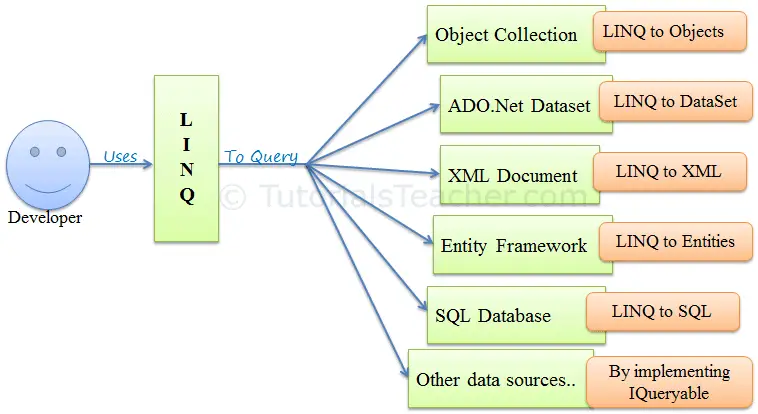 Object Collection LINQ to Objects
ADO.Net Dataset LINQ to DataSet
L
I
N
Q
Uses
To Query
XML Document LINQ to XML
© TutorialsTeacher.com
Developer
Entity Framework LINQ to Entities
SQL Database LINQ to SQL
Other data sources.. By implementing
IQueryable